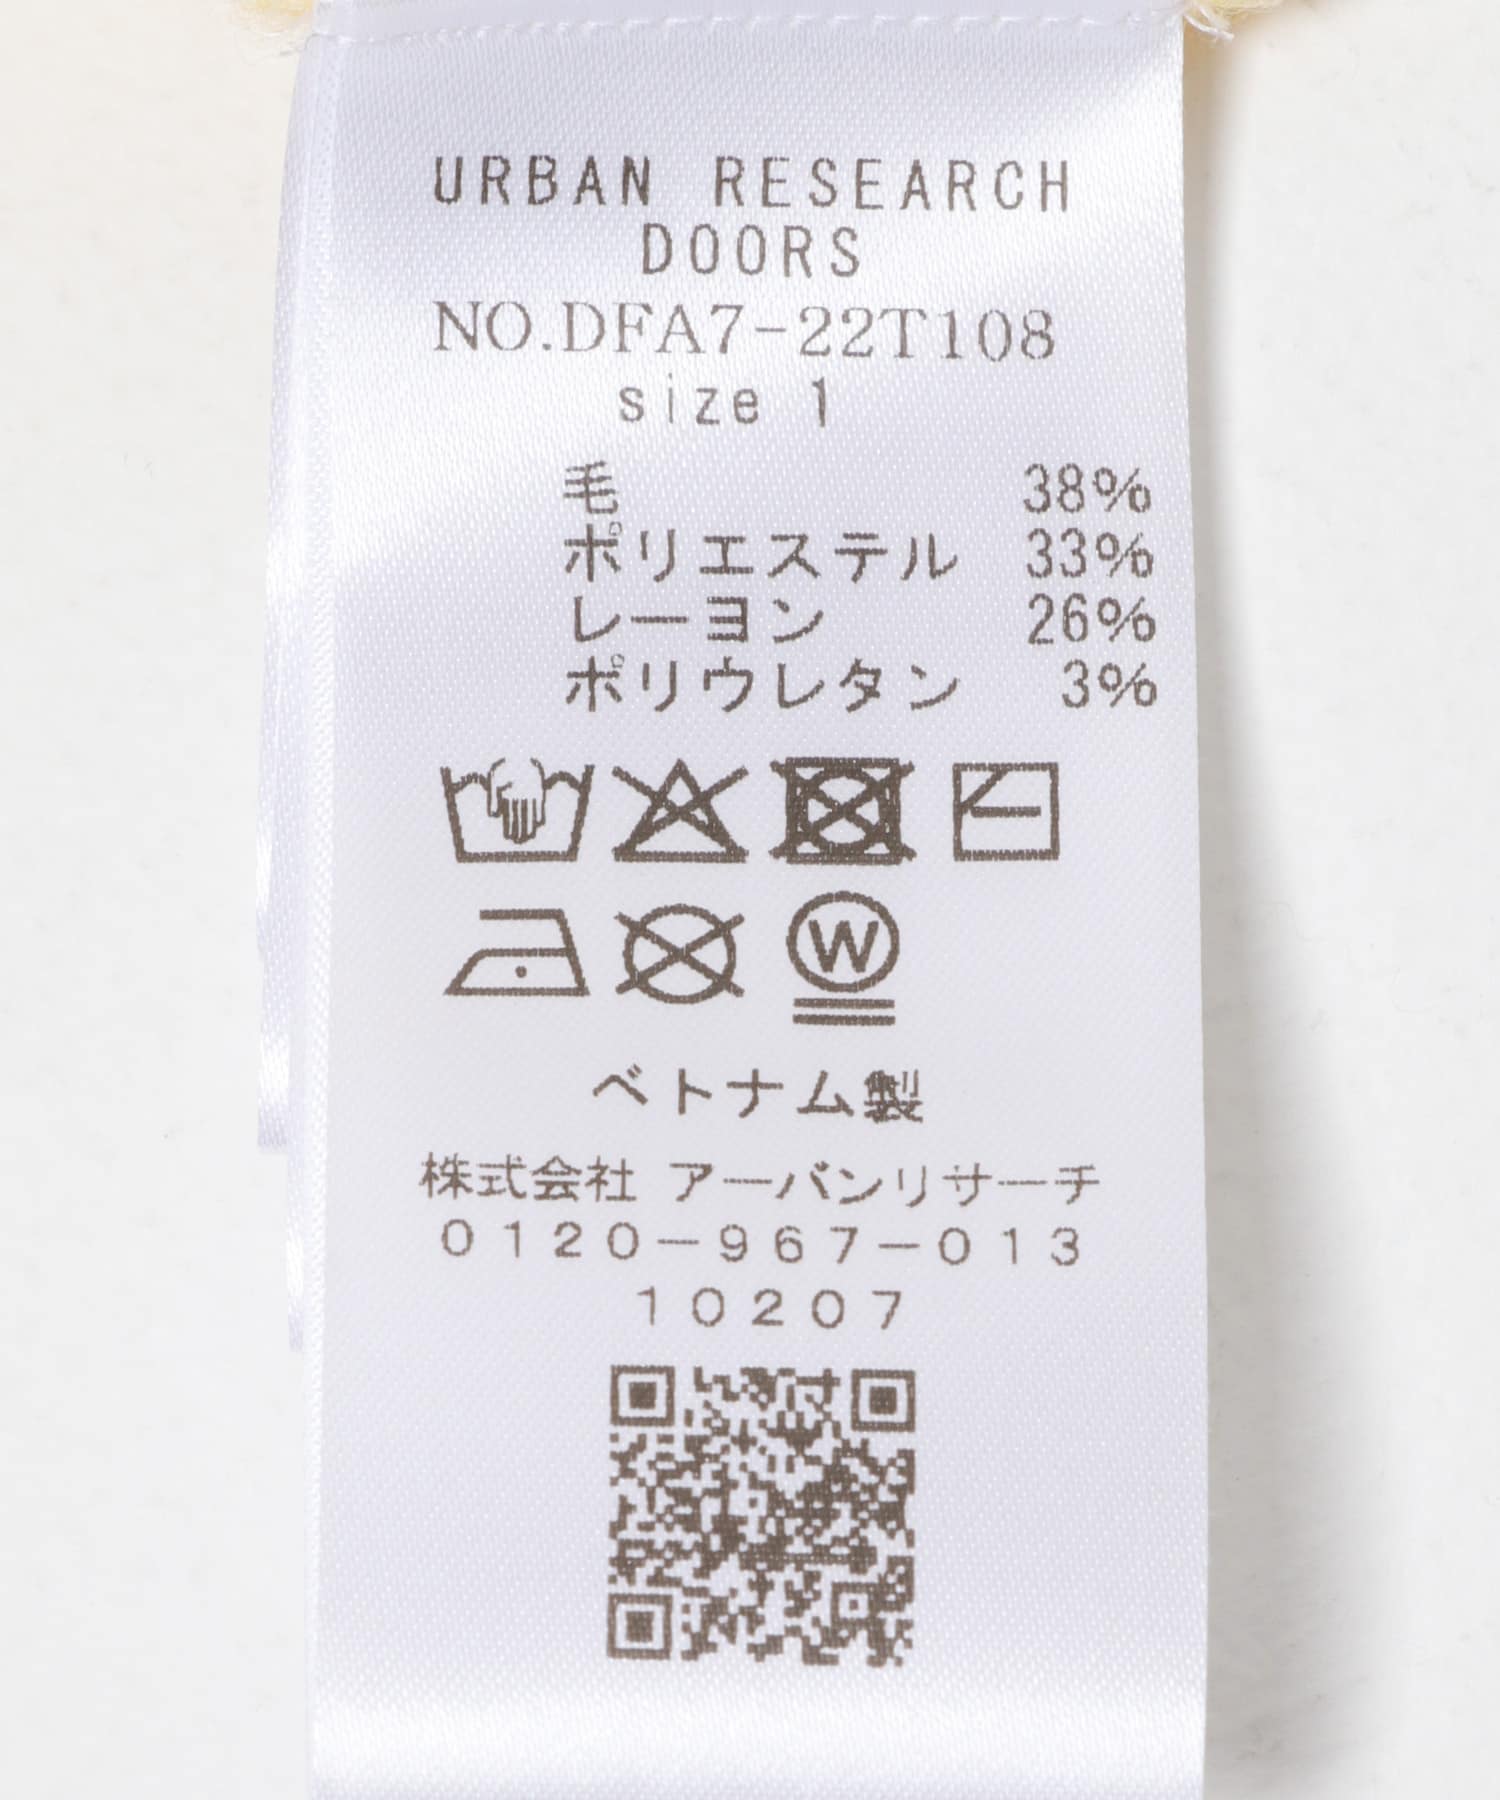 URBAN RESEARCH
DOORS
NO.DFA7-22T108
size 1
毛 38%
ポリエステル 33%
レーヨン 26%
ポリウレタン 3%
W
ベトナム製
株式会社 アーバンリサーチ
0120-967-013
10207